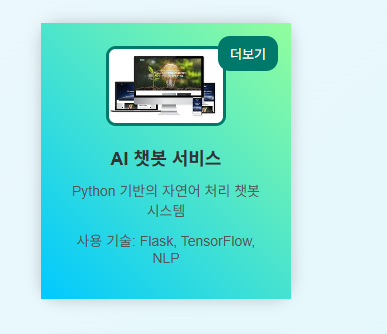 더보기
AI 챗봇 서비스
Python 기반의 자연어 처리 챗봇
시스템
사용 기술: Flask, TensorFlow,
NLP